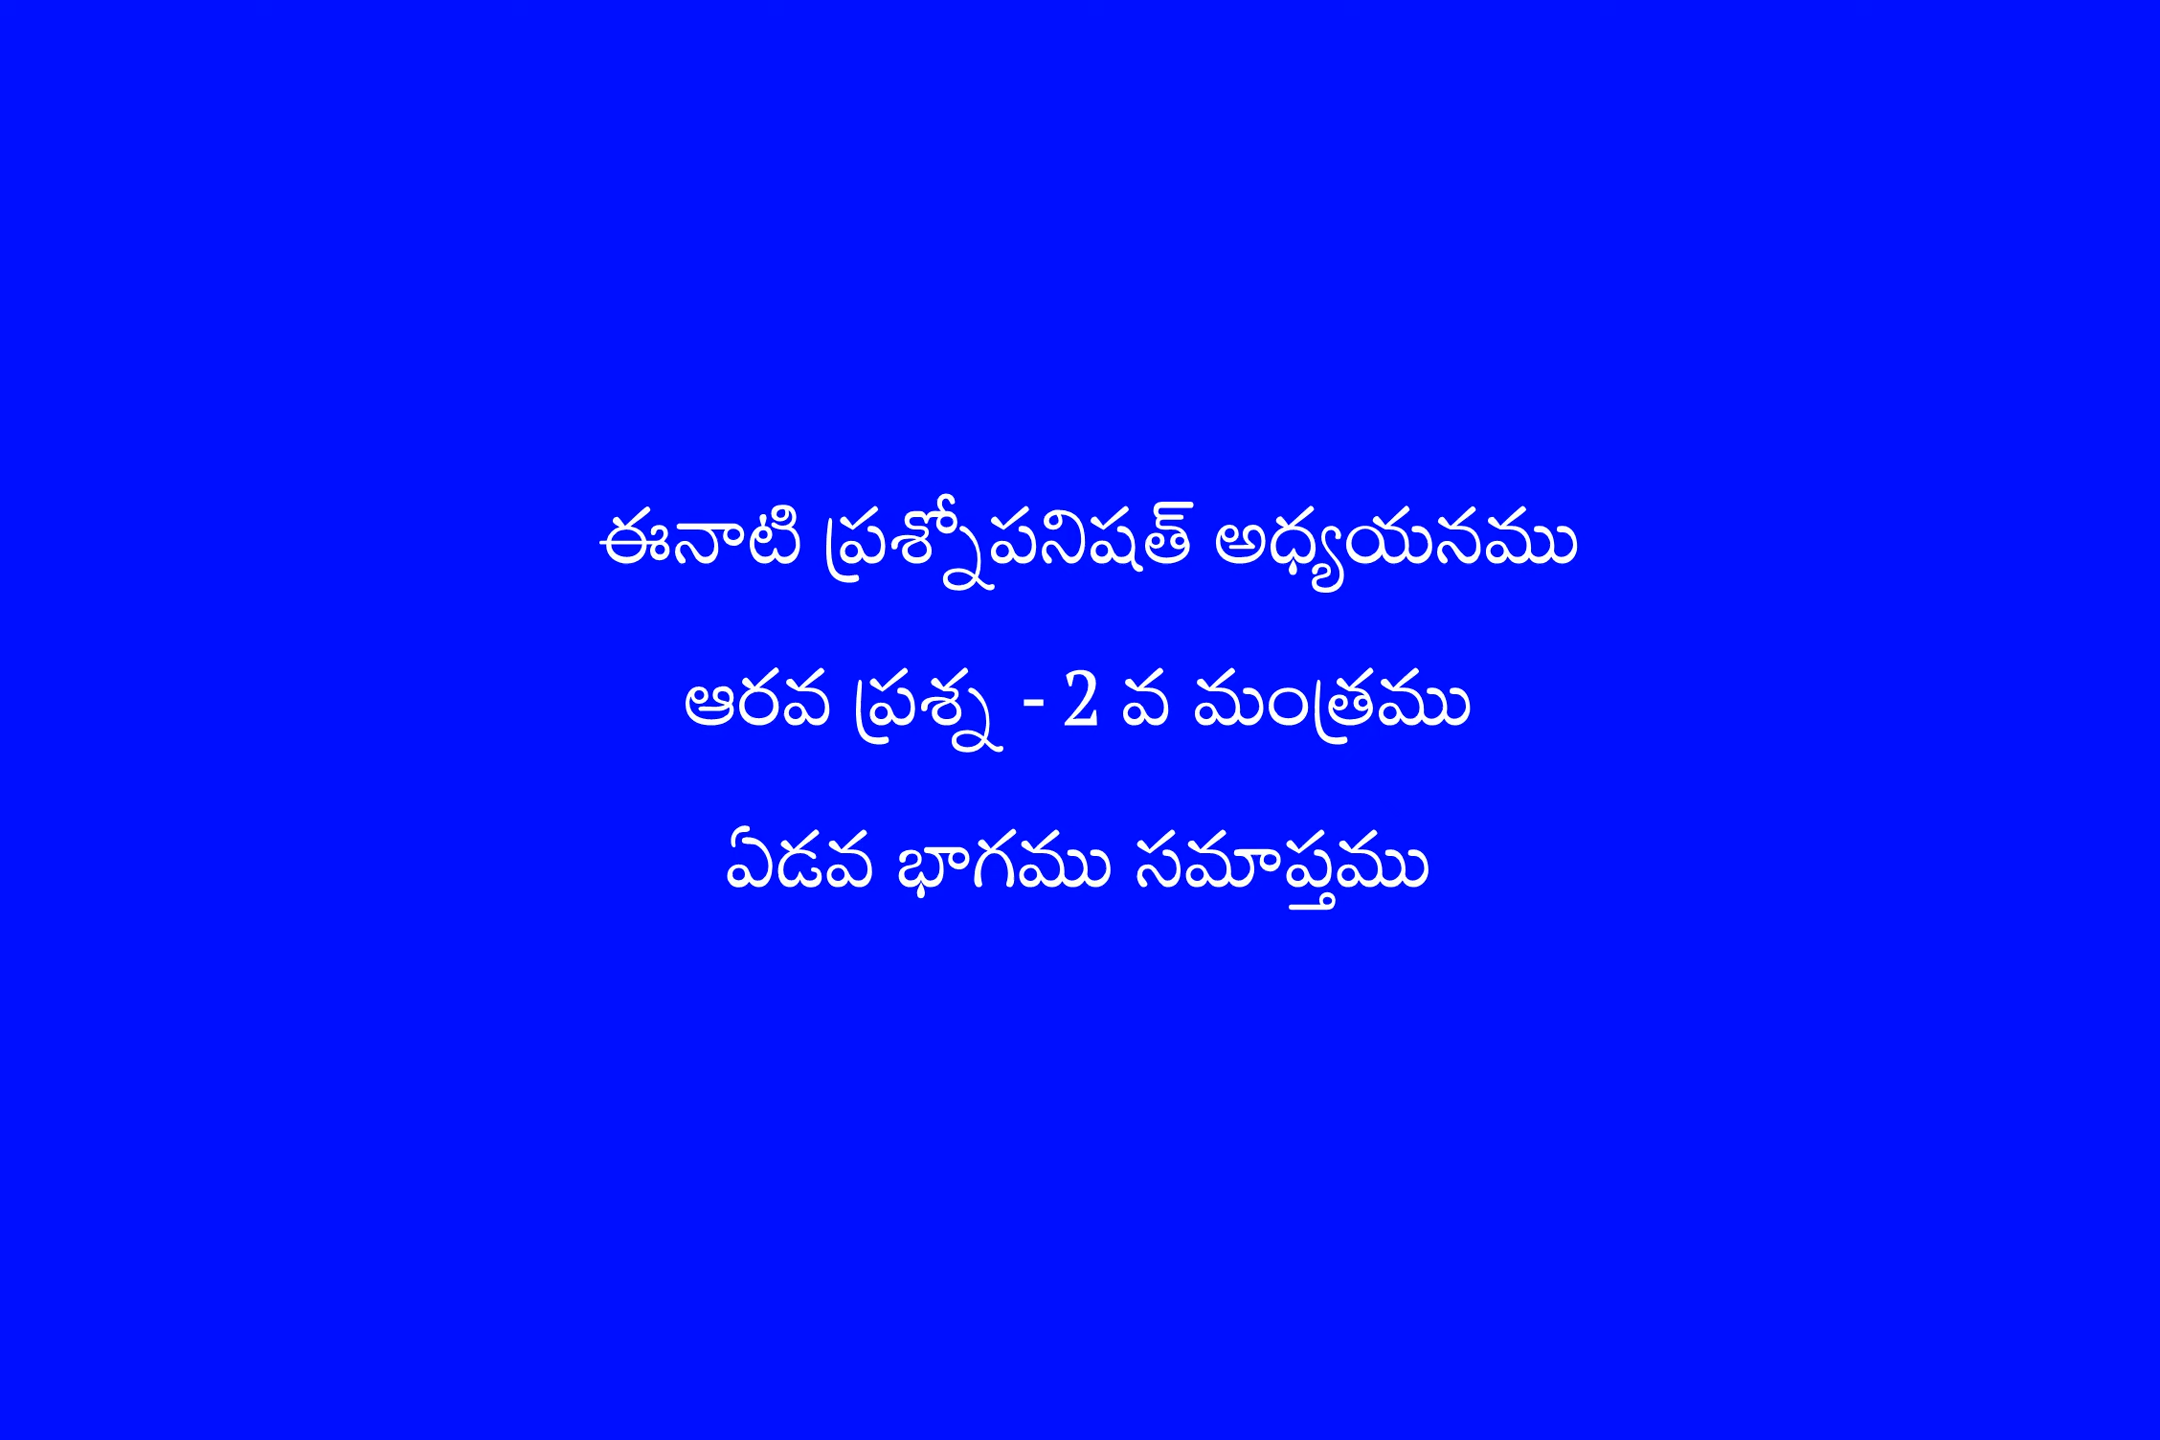 ఈనాటి ప్రశ్నోపనిషత్ అధ్యయనము
ఆరవ ప్రశ్న - 2 వ మంత్రము
ఏడవ భాగము సమాప్తము